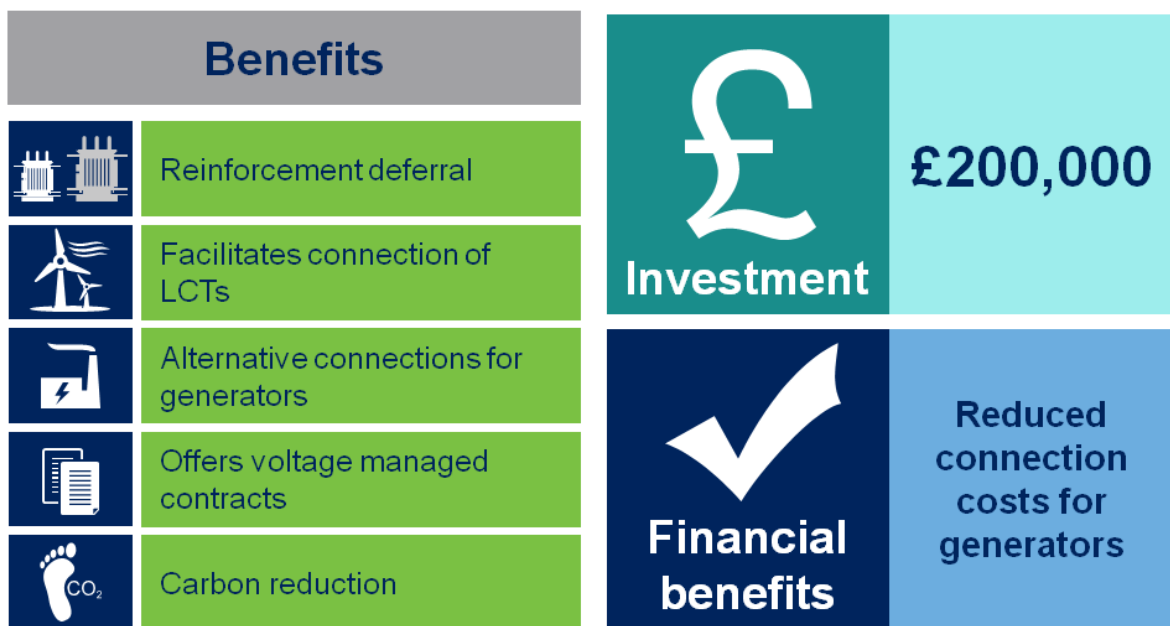 Benefits
Reinforcement deferral
Facilitates connection of
LCTs
Alternative connections for
generators
Offers voltage managed
contracts
CO₂
Carbon reduction
£
Investment
£200,000
Financial
benefits
Reduced
connection
costs for
generators